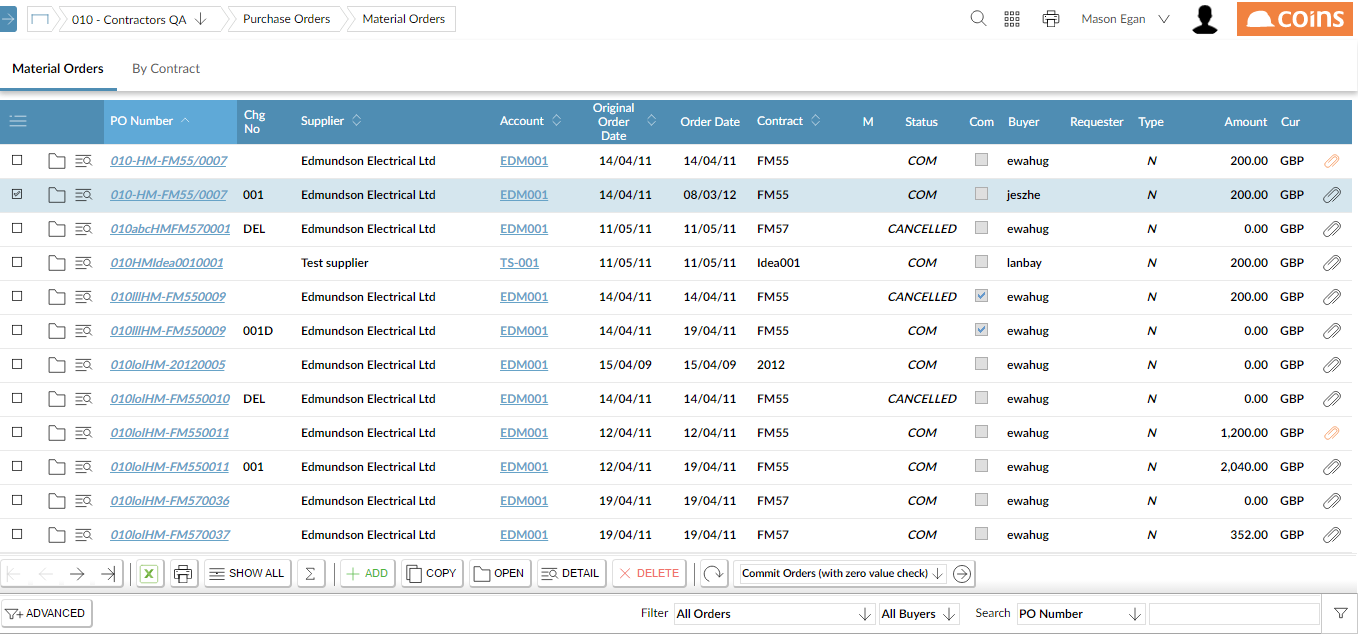 010 - Contractors QA Purchase Orders Material Orders Mason Egan coins
Material Orders By Contract
PO Number Chg No Supplier Account Original Order Date Order Date Contract M Status Com Buyer Requester Type Amount Cur
010-HM-FM55/0007 Edmundson Electrical Ltd EDM001 14/04/11 14/04/11 FM55 COM ewahug N 200.00 GBP
010-HM-FM55/0007 001 Edmundson Electrical Ltd EDM001 14/04/11 08/03/12 FM55 COM jeszhe N 200.00 GBP
010abcHMFM570001 DEL Edmundson Electrical Ltd EDM001 11/05/11 11/05/11 FM57 CANCELLED ewahug N 0.00 GBP
010HMIdea0010001 Test supplier TS-001 11/05/11 11/05/11 Idea001 COM lanbay N 200.00 GBP
010lllHM-FM550009 Edmundson Electrical Ltd EDM001 14/04/11 14/04/11 FM55 CANCELLED ewahug N 200.00 GBP
010lllHM-FM550009 001D Edmundson Electrical Ltd EDM001 14/04/11 19/04/11 FM55 COM ewahug N 0.00 GBP
010lolHM-20120005 Edmundson Electrical Ltd EDM001 15/04/09 15/04/09 2012 COM ewahug N 0.00 GBP
010lolHM-FM550010 DEL Edmundson Electrical Ltd EDM001 14/04/11 14/04/11 FM55 CANCELLED ewahug N 0.00 GBP
010lolHM-FM550011 Edmundson Electrical Ltd EDM001 12/04/11 12/04/11 FM55 COM ewahug N 1,200.00 GBP
010lolHM-FM550011 001 Edmundson Electrical Ltd EDM001 12/04/11 19/04/11 FM55 COM ewahug N 2,040.00 GBP
010lolHM-FM570036 Edmundson Electrical Ltd EDM001 19/04/11 19/04/11 FM57 COM ewahug N 0.00 GBP
010lolHM-FM570037 Edmundson Electrical Ltd EDM001 19/04/11 19/04/11 FM57 COM ewahug N 352.00 GBP
SHOW ALL Σ ADD COPY OPEN DETAIL DELETE Commit Orders (with zero value check)
ADVANCED Filter All Orders All Buyers Search PO Number